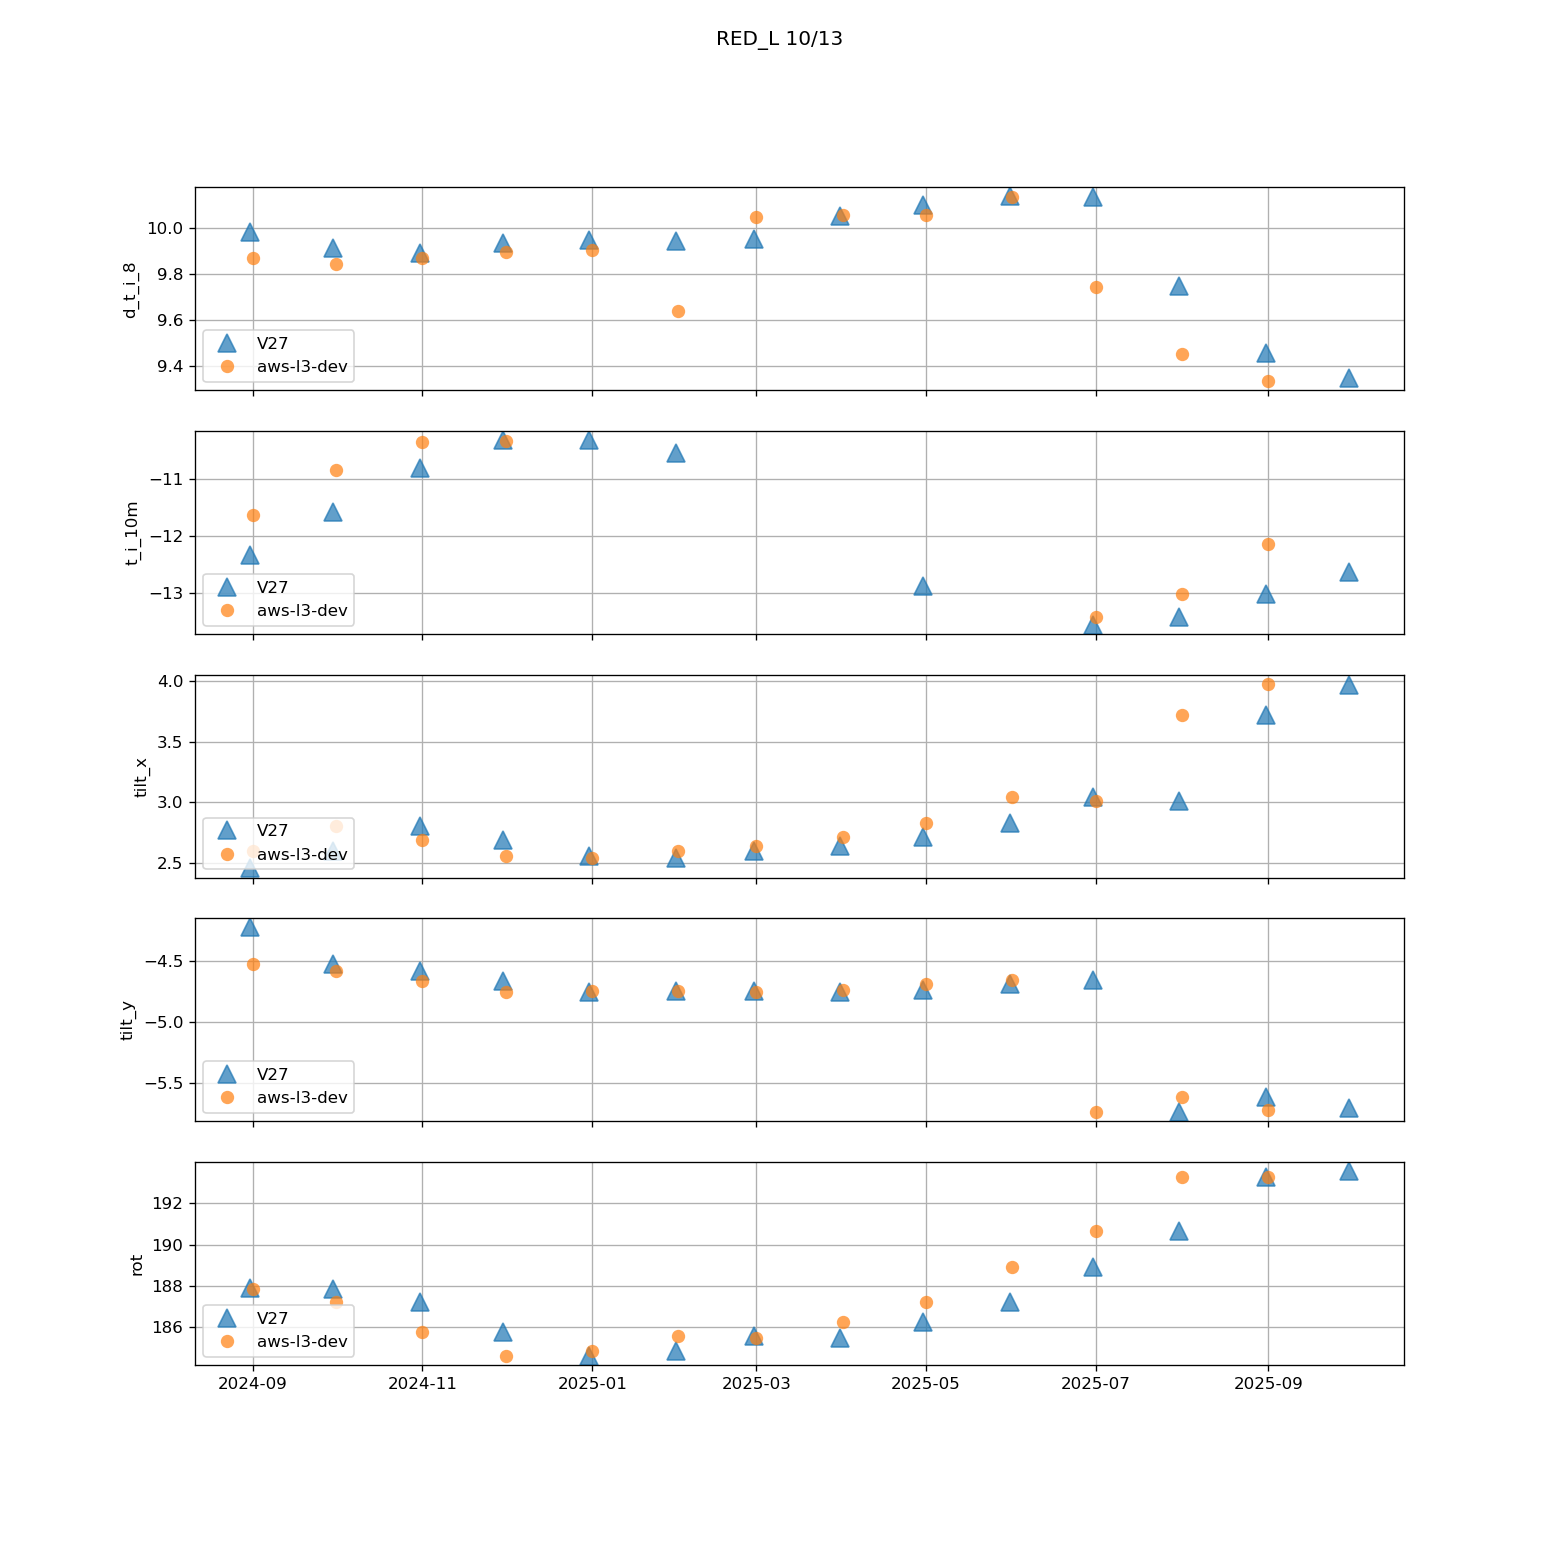 RED_L 10/13
10.0
9.8
9.6
9.4
d_t_i_8
V27
aws-l3-dev
−11
−12
−13
t_i_10m
V27
aws-l3-dev
4.0
3.5
3.0
2.5
tilt_x
V27
aws-l3-dev
−4.5
−5.0
−5.5
tilt_y
V27
aws-l3-dev
192
190
188
186
rot
V27
aws-l3-dev
2024-09 2024-11 2025-01 2025-03 2025-05 2025-07 2025-09